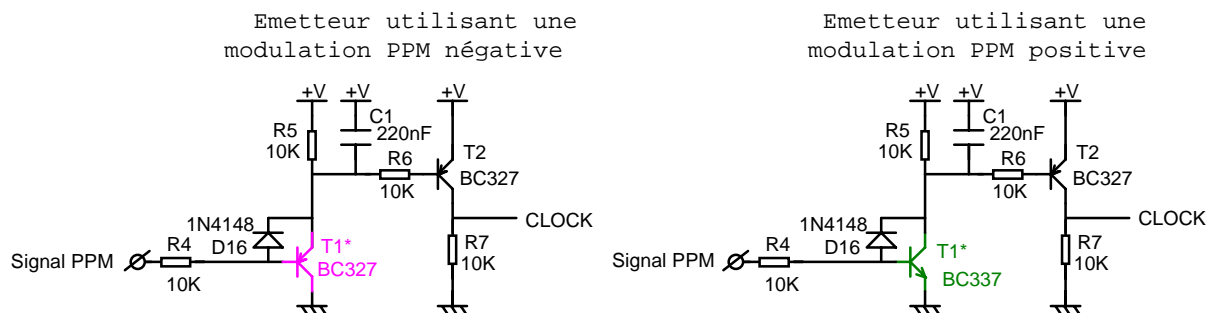 Emetteur utilisant une
modulation PPM négative
+V
+V
+V
C1
220nF
R5
10K
R6
10K
T2
BC327
CLOCK
1N4148
D16
R4
10K
Signal PPM
T1*
BC327
R7
10K
Emetteur utilisant une
modulation PPM positive
+V
+V
+V
C1
220nF
R5
10K
R6
10K
T2
BC327
CLOCK
1N4148
D16
R4
10K
Signal PPM
T1*
BC337
R7
10K